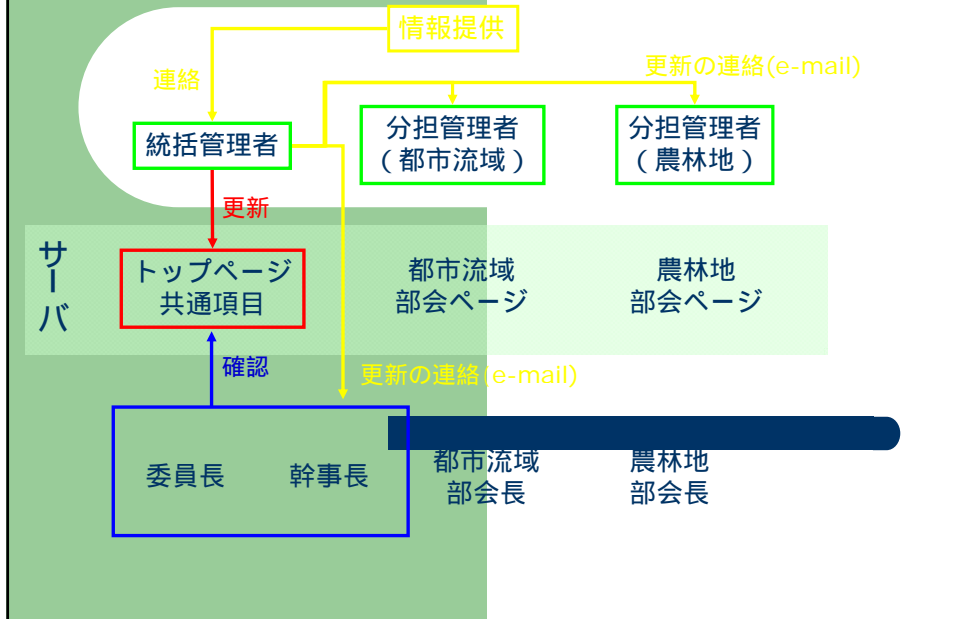 情報提供
更新の連絡(e-mail)
連絡
統括管理者
分担管理者
（都市流域）
分担管理者
（農林地）
更新
サーバ
トップページ
共通項目
都市流域
部会ページ
農林地
部会ページ
確認
更新の連絡(e-mail)
委員長
幹事長
都市流域
部会長
農林地
部会長